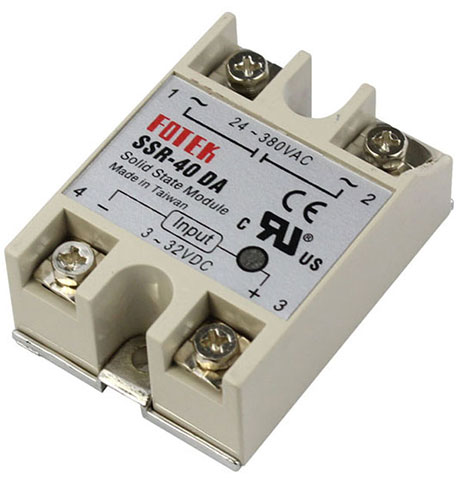 1 ~ 24~380VAC ~ 2
FOTEK
SSR-40 DA
Solid State Module
Made in Taiwan
CE
c RU® US
4 - Input + 3
3~32VDC